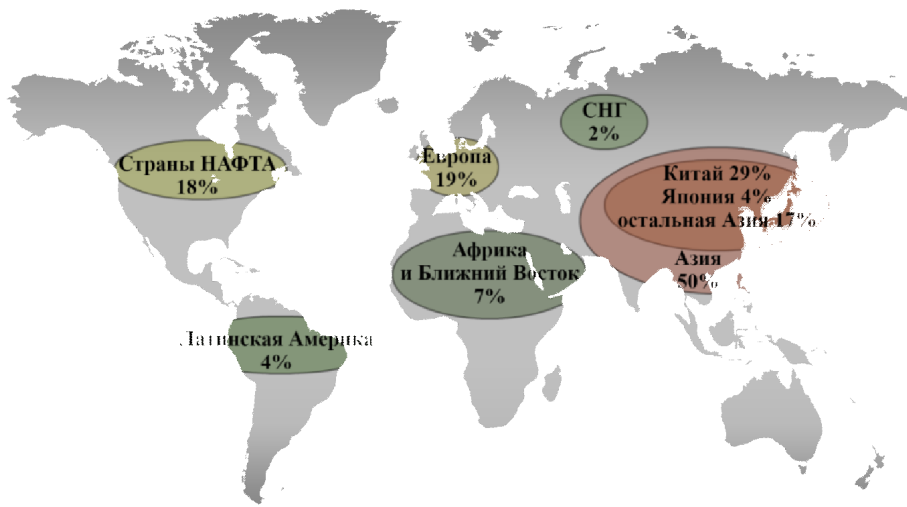 СНГ
2%
Страны НАФТА
18%
Европа
19%
Китай 29%
Япония 4%
остальная Азия 17%
Азия
50%
Африка
и Ближний Восток
7%
Латинская Америка
4%